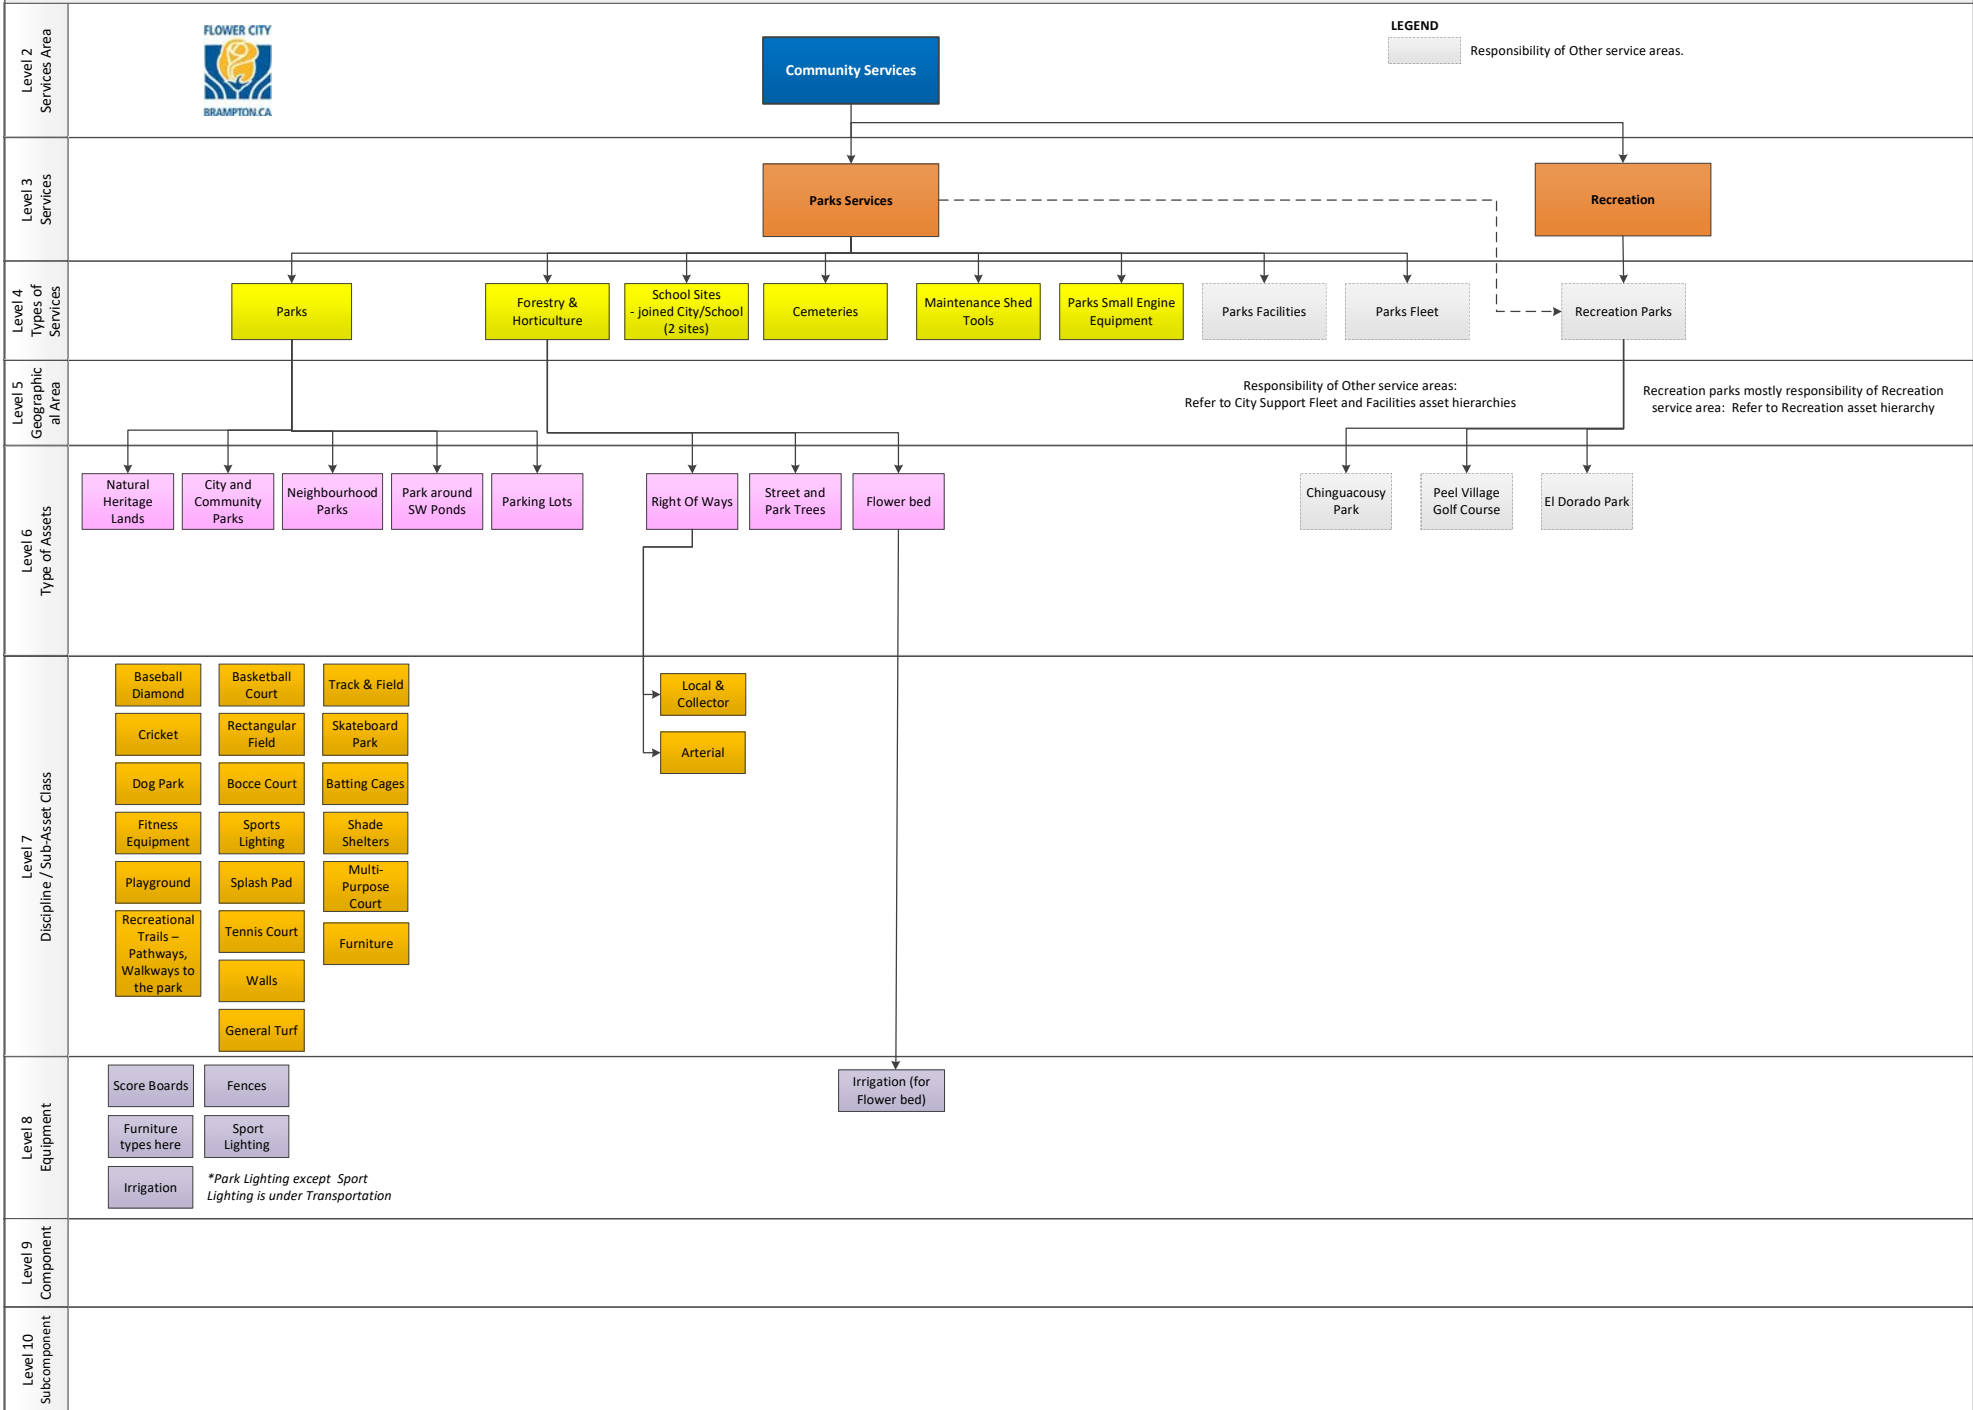 Level 2
Services Area
FLOWER CITY
BRAMPTON.CA
Community Services
LEGEND
Responsibility of Other service areas.
Level 3
Services
Parks Services
Recreation
Level 4
Types of
Services
Parks
Forestry &
Horticulture
School Sites
- joined City/School
(2 sites)
Cemeteries
Maintenance Shed
Tools
Parks Small Engine
Equipment
Parks Facilities
Parks Fleet
Recreation Parks
Level 5
Geographic
al Area
Responsibility of Other service areas:
Refer to City Support Fleet and Facilities asset hierarchies
Recreation parks mostly responsibility of Recreation
service area:  Refer to Recreation asset hierarchy
Level 6
Type of Assets
Natural
Heritage
Lands
City and
Community
Parks
Neighbourhood
Parks
Park around
SW Ponds
Parking Lots
Right Of Ways
Street and
Park Trees
Flower bed
Chinguacousy
Park
Peel Village
Golf Course
El Dorado Park
Level 7
Discipline / Sub-Asset Class
Baseball
Diamond
Basketball
Court
Track & Field
Cricket
Rectangular
Field
Skateboard
Park
Dog Park
Bocce Court
Batting Cages
Fitness
Equipment
Sports
Lighting
Shade
Shelters
Playground
Splash Pad
Multi-
Purpose
Court
Recreational
Trails –
Pathways,
Walkways to
the park
Tennis Court
Furniture
Walls
General Turf
Local &
Collector
Arterial
Level 8
Equipment
Score Boards
Fences
Furniture
types here
Sport
Lighting
Irrigation
*Park Lighting except  Sport
Lighting is under Transportation
Irrigation (for
Flower bed)
Level 9
Component
Level 10
Subcomponent